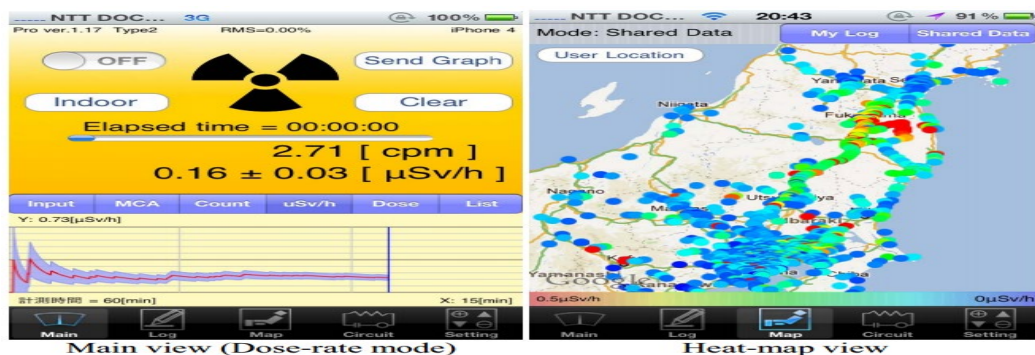 NTT DOC... 3G 100%
Pro ver.1.17 Type2 RMS=0.00% iPhone 4
OFF
Send Graph
Indoor
Clear
Elapsed time = 00:00:00
2.71 [ cpm ]
0.16 ± 0.03 [ μSv/h ]
Input MCA Count uSv/h Dose List
Y: 0.73[μSv/h]
計測時間 = 60[min] X: 15[min]
Main Log Map Circuit Setting
Main view (Dose-rate mode)
NTT DOC... 20:43 91%
Mode: Shared Data My Log Shared Data
User Location
Niigata
Nagano
Google
0.5μSv/h 0μSv/h
Main Log Map Circuit Setting
Heat-map view